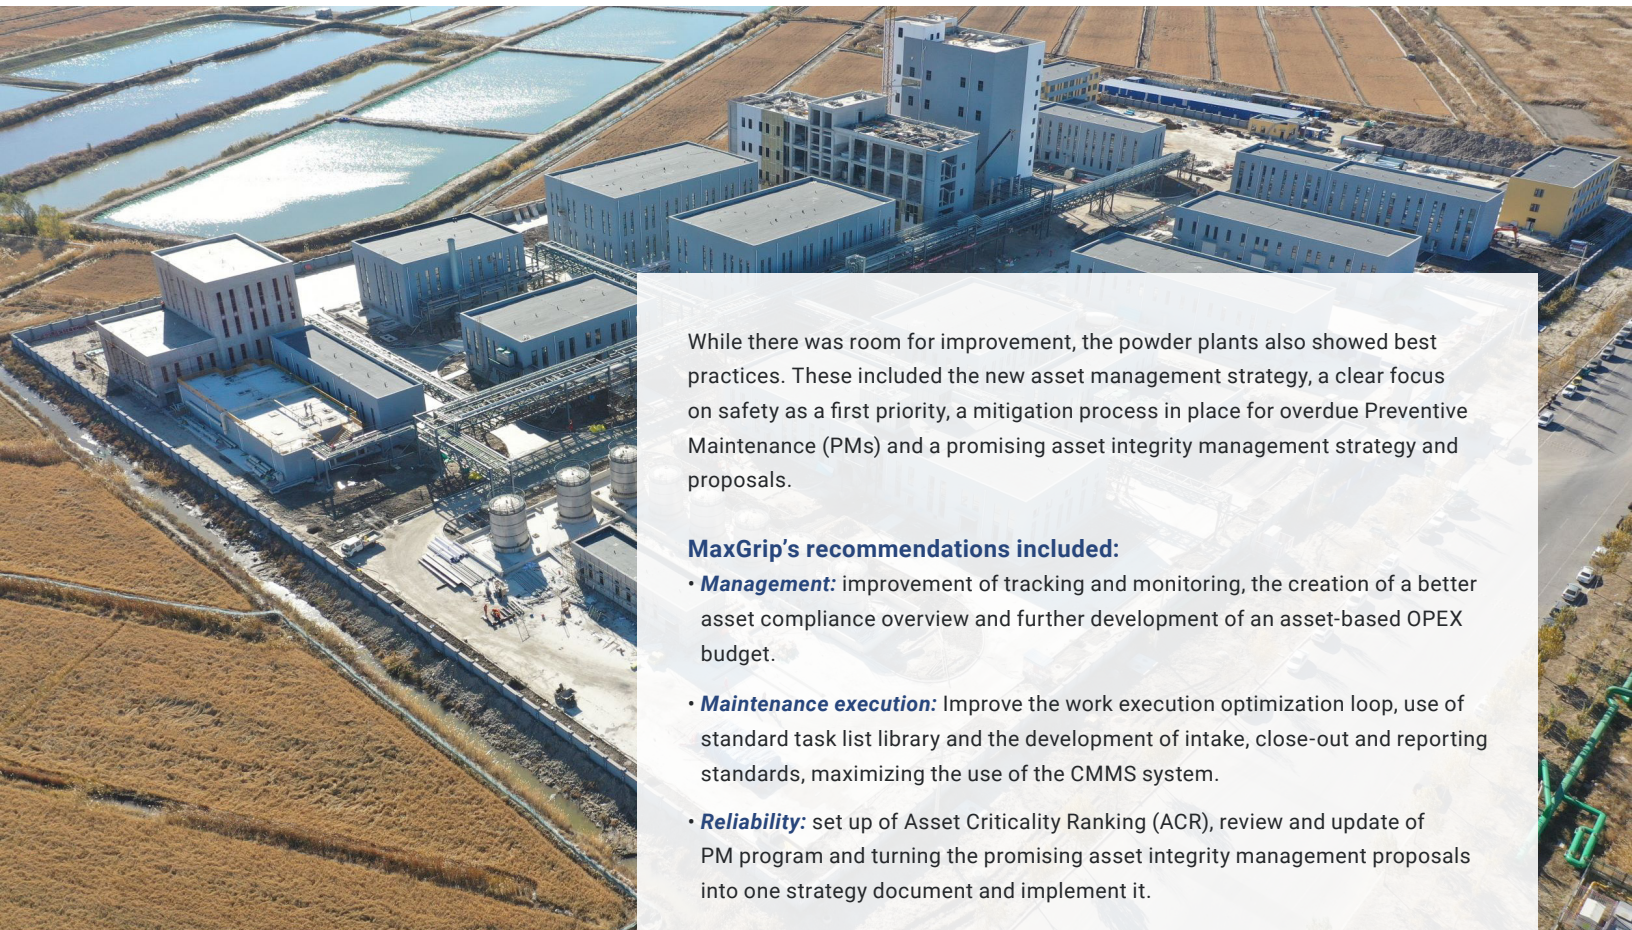 While there was room for improvement, the powder plants also showed best
practices. These included the new asset management strategy, a clear focus
on safety as a first priority, a mitigation process in place for overdue Preventive
Maintenance (PMs) and a promising asset integrity management strategy and
proposals.
MaxGrip’s recommendations included:
• Management: improvement of tracking and monitoring, the creation of a better
asset compliance overview and further development of an asset-based OPEX
budget.
• Maintenance execution: Improve the work execution optimization loop, use of
standard task list library and the development of intake, close-out and reporting
standards, maximizing the use of the CMMS system.
• Reliability: set up of Asset Criticality Ranking (ACR), review and update of
PM program and turning the promising asset integrity management proposals
into one strategy document and implement it.